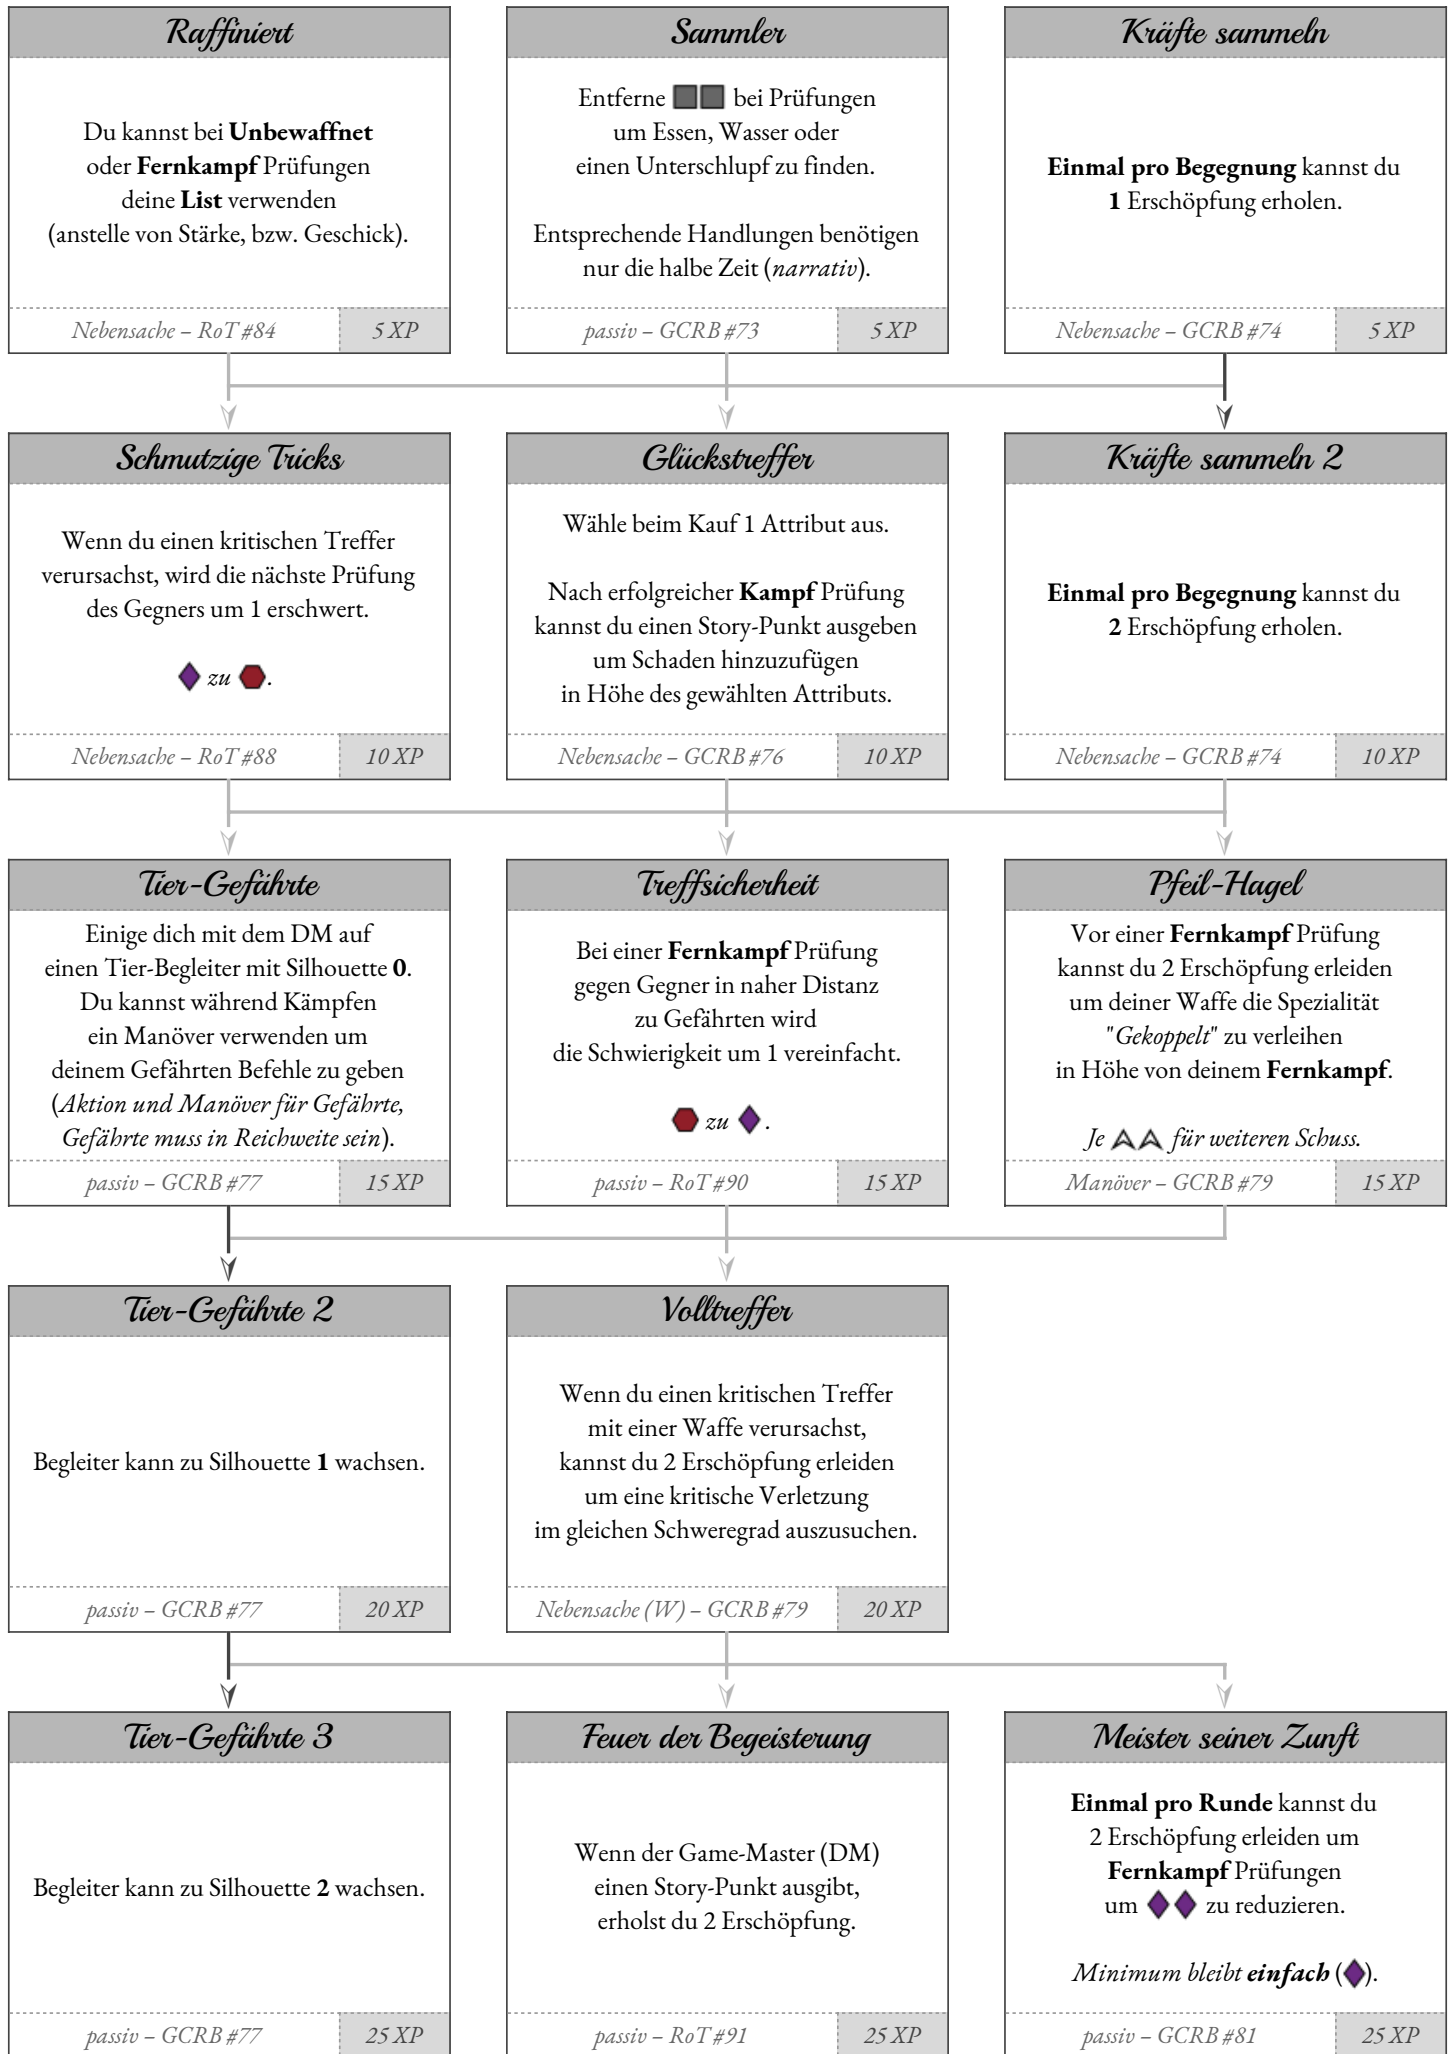 Raffiniert
Du kannst bei Unbewaffnet
oder Fernkampf Prüfungen
deine List verwenden
(anstelle von Stärke, bzw. Geschick).
Nebensache – RoT #84
5 XP
Sammler
Entferne bei Prüfungen
um Essen, Wasser oder
einen Unterschlupf zu finden.
Entsprechende Handlungen benötigen
nur die halbe Zeit (narrativ).
passiv – GCRB #73
5 XP
Kräfte sammeln
Einmal pro Begegnung kannst du
1 Erschöpfung erholen.
Nebensache – GCRB #74
5 XP
Schmutzige Tricks
Wenn du einen kritischen Treffer
verursachst, wird die nächste Prüfung
des Gegners um 1 erschwert.
zu .
Nebensache – RoT #88
10 XP
Glückstreffer
Wähle beim Kauf 1 Attribut aus.
Nach erfolgreicher Kampf Prüfung
kannst du einen Story-Punkt ausgeben
um Schaden hinzuzufügen
in Höhe des gewählten Attributs.
Nebensache – GCRB #76
10 XP
Kräfte sammeln 2
Einmal pro Begegnung kannst du
2 Erschöpfung erholen.
Nebensache – GCRB #74
10 XP
Tier-Gefährte
Einige dich mit dem DM auf
einen Tier-Begleiter mit Silhouette 0.
Du kannst während Kämpfen
ein Manöver verwenden um
deinem Gefährten Befehle zu geben
(Aktion und Manöver für Gefährte,
Gefährte muss in Reichweite sein).
passiv – GCRB #77
15 XP
Treffsicherheit
Bei einer Fernkampf Prüfung
gegen Gegner in naher Distanz
zu Gefährten wird
die Schwierigkeit um 1 vereinfacht.
zu .
passiv – RoT #90
15 XP
Pfeil-Hagel
Vor einer Fernkampf Prüfung
kannst du 2 Erschöpfung erleiden
um deiner Waffe die Spezialität
"Gekoppelt" zu verleihen
in Höhe von deinem Fernkampf.
Je für weiteren Schuss.
Manöver – GCRB #79
15 XP
Tier-Gefährte 2
Begleiter kann zu Silhouette 1 wachsen.
passiv – GCRB #77
20 XP
Volltreffer
Wenn du einen kritischen Treffer
mit einer Waffe verursachst,
kannst du 2 Erschöpfung erleiden
um eine kritische Verletzung
im gleichen Schweregrad auszusuchen.
Nebensache (W) – GCRB #79
20 XP
Tier-Gefährte 3
Begleiter kann zu Silhouette 2 wachsen.
passiv – GCRB #77
25 XP
Feuer der Begeisterung
Wenn der Game-Master (DM)
einen Story-Punkt ausgibt,
erholst du 2 Erschöpfung.
passiv – RoT #91
25 XP
Meister seiner Zunft
Einmal pro Runde kannst du
2 Erschöpfung erleiden um
Fernkampf Prüfungen
um zu reduzieren.
Minimum bleibt einfach ( ).
passiv – GCRB #81
25 XP